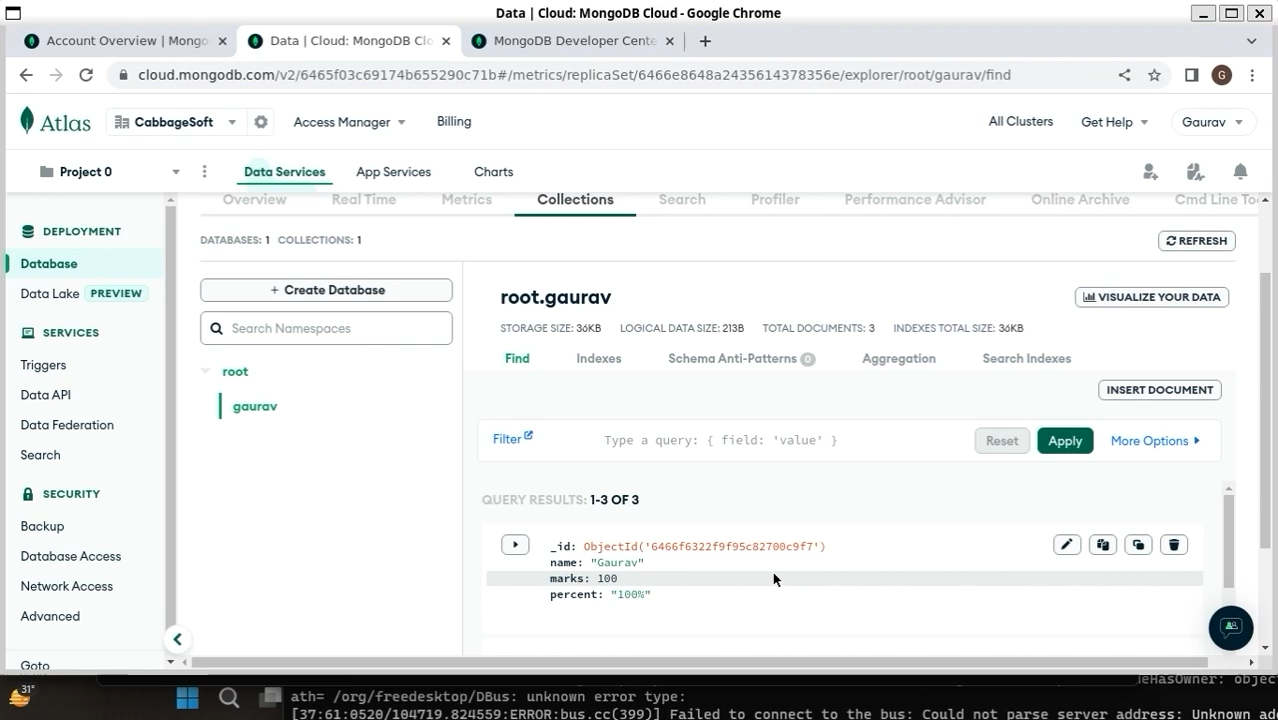 Data | Cloud: MongoDB Cloud - Google Chrome
Account Overview | Mongo
Data | Cloud: MongoDB Clo
MongoDB Developer Cente
cloud.mongodb.com/v2/6465f03c69174b655290c71b#/metrics/replicaSet/6466e8648a2435614378356e/explorer/root/gaurav/find
G
Atlas
CabbageSoft
Access Manager
Billing
All Clusters
Get Help
Gaurav
Project 0
Data Services
App Services
Charts
Overview
Real Time
Metrics
Collections
Search
Profiler
Performance Advisor
Online Archive
Cmd Line To
DEPLOYMENT
Database
Data Lake PREVIEW
SERVICES
Triggers
Data API
Data Federation
Search
SECURITY
Backup
Database Access
Network Access
Advanced
Goto
DATABASES: 1 COLLECTIONS: 1
REFRESH
+ Create Database
Search Namespaces
root
gaurav
root.gaurav
VISUALIZE YOUR DATA
STORAGE SIZE: 36KB LOGICAL DATA SIZE: 213B TOTAL DOCUMENTS: 3 INDEXES TOTAL SIZE: 36KB
Find
Indexes
Schema Anti-Patterns 0
Aggregation
Search Indexes
INSERT DOCUMENT
Filter
Type a query: { field: 'value' }
Reset
Apply
More Options
QUERY RESULTS: 1-3 OF 3
_id: ObjectId('6466f6322f9f95c82700c9f7')
name: "Gaurav"
marks: 100
percent: "100%"
31°
ath= /org/freedesktop/DBus: unknown error type:
[37:61:0520/104719.824559:ERROR:bus.cc(399)] Failed to connect to the bus: Could not parse server address: Unknown ad